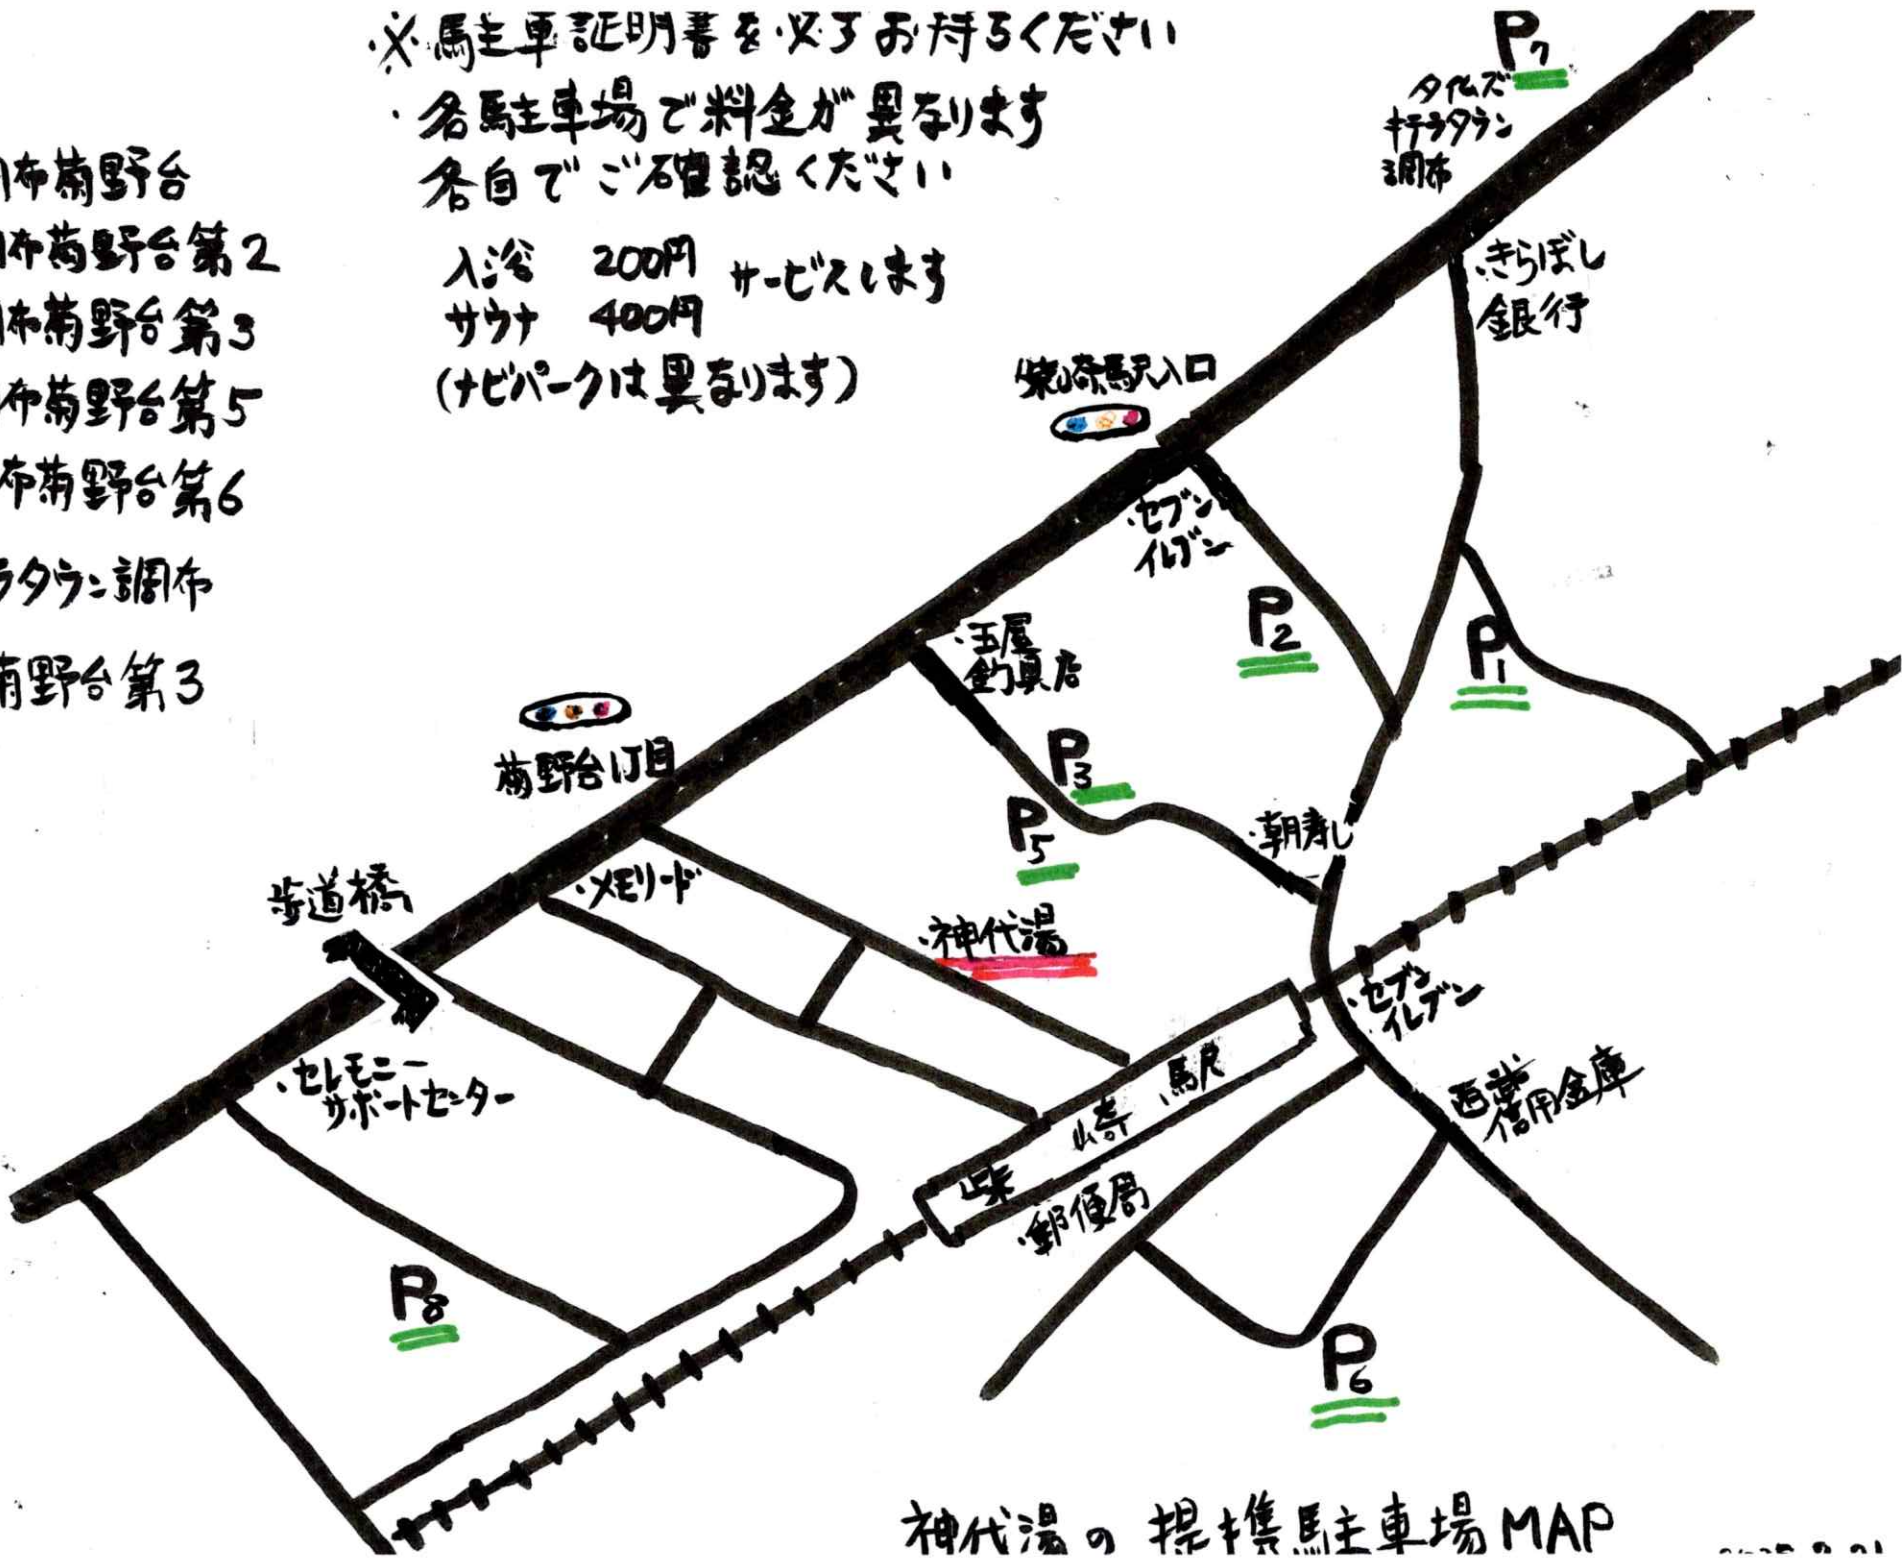 ※駐車証明書を必ずお持ちください
・各駐車場で料金が異なります
各自でご確認ください
入浴 200円 サービスします
サウナ 400円
(ナビパークは異なります)
布菊野台
布菊野台第2
布菊野台第3
布菊野台第5
布菊野台第6
ラタウン調布
菊野台第3
P7
タイムズ
キテラタウン
調布
・きらぼし
銀行
柴崎駅入口
・セブン
イレブン
P2
P1
・玉屋
釣具店
菊野台1丁目
P3
P5
・朝寿し
・メモリード
歩道橋
・神代湯
・セブン
イレブン
・セレモニー
サポートセンター
柴崎駅
西武
信用金庫
・郵便局
P8
P6
神代湯の提携駐車場MAP